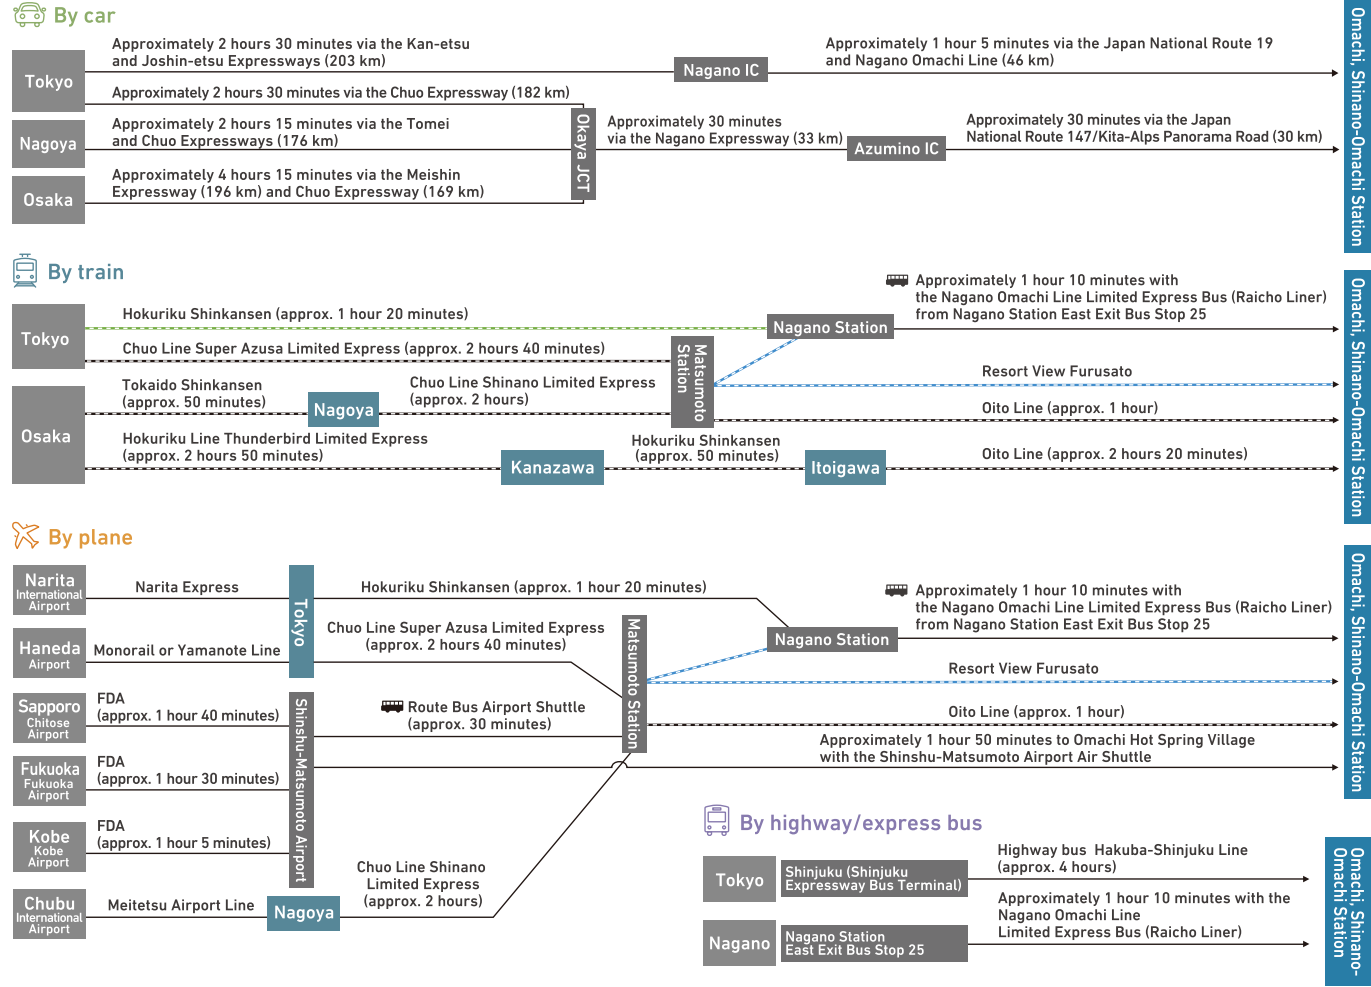 By car
Tokyo
Approximately 2 hours 30 minutes via the Kan-etsu
and Joshin-etsu Expressways (203 km)
Nagano IC
Approximately 1 hour 5 minutes via the Japan National Route 19
and Nagano Omachi Line (46 km)
Approximately 2 hours 30 minutes via the Chuo Expressway (182 km)
Nagoya
Approximately 2 hours 15 minutes via the Tomei
and Chuo Expressways (176 km)
Osaka
Approximately 4 hours 15 minutes via the Meishin
Expressway (196 km) and Chuo Expressway (169 km)
Okaya JCT
Approximately 30 minutes
via the Nagano Expressway (33 km)
Azumino IC
Approximately 30 minutes via the Japan
National Route 147/Kita-Alps Panorama Road (30 km)
Omachi, Shinano-Omachi Station
By train
Tokyo
Hokuriku Shinkansen (approx. 1 hour 20 minutes)
Nagano Station
Approximately 1 hour 10 minutes with
the Nagano Omachi Line Limited Express Bus (Raicho Liner)
from Nagano Station East Exit Bus Stop 25
Chuo Line Super Azusa Limited Express (approx. 2 hours 40 minutes)
Matsumoto
Station
Resort View Furusato
Osaka
Tokaido Shinkansen
(approx. 50 minutes)
Nagoya
Chuo Line Shinano Limited Express
(approx. 2 hours)
Oito Line (approx. 1 hour)
Hokuriku Line Thunderbird Limited Express
(approx. 2 hours 50 minutes)
Kanazawa
Hokuriku Shinkansen
(approx. 50 minutes)
Itoigawa
Oito Line (approx. 2 hours 20 minutes)
Omachi, Shinano-Omachi Station
By plane
Narita
International
Airport
Narita Express
Tokyo
Hokuriku Shinkansen (approx. 1 hour 20 minutes)
Nagano Station
Approximately 1 hour 10 minutes with
the Nagano Omachi Line Limited Express Bus (Raicho Liner)
from Nagano Station East Exit Bus Stop 25
Haneda
Airport
Monorail or Yamanote Line
Chuo Line Super Azusa Limited Express
(approx. 2 hours 40 minutes)
Matsumoto Station
Resort View Furusato
Sapporo
Chitose
Airport
FDA
(approx. 1 hour 40 minutes)
Shinshu-Matsumoto Airport
Route Bus Airport Shuttle
(approx. 30 minutes)
Oito Line (approx. 1 hour)
Fukuoka
Fukuoka
Airport
FDA
(approx. 1 hour 30 minutes)
Approximately 1 hour 50 minutes to Omachi Hot Spring Village
with the Shinshu-Matsumoto Airport Air Shuttle
Kobe
Kobe
Airport
FDA
(approx. 1 hour 5 minutes)
Chubu
International
Airport
Meitetsu Airport Line
Nagoya
Chuo Line Shinano
Limited Express
(approx. 2 hours)
Omachi, Shinano-Omachi Station
By highway/express bus
Tokyo
Shinjuku (Shinjuku
Expressway Bus Terminal)
Highway bus Hakuba-Shinjuku Line
(approx. 4 hours)
Nagano
Nagano Station
East Exit Bus Stop 25
Approximately 1 hour 10 minutes with the
Nagano Omachi Line
Limited Express Bus (Raicho Liner)
Omachi, Shinano-
Omachi Station